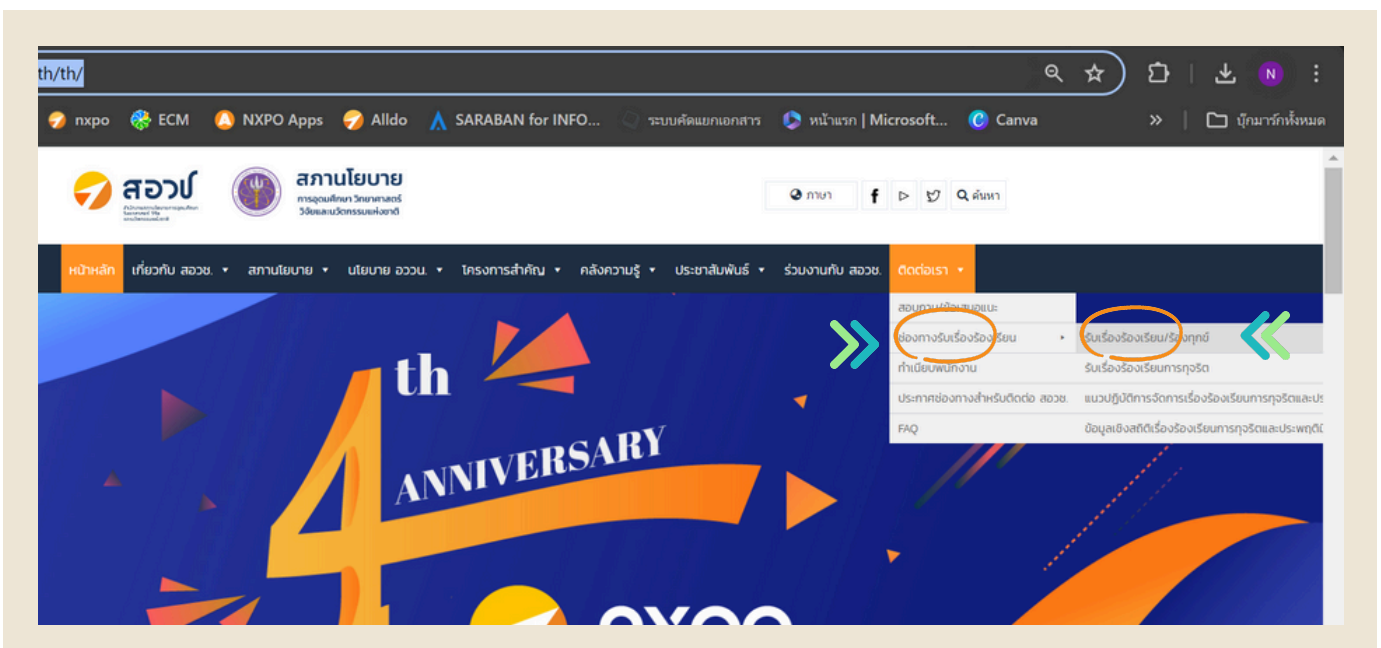 th/th/
N
nxpo
ECM
NXPO Apps
Alldo
SARABAN for INFO...
ระบบคัดแยกเอกสาร
หน้าแรก | Microsoft...
Canva
»
บุ๊กมาร์กทั้งหมด
สอวช
สภานโยบาย
การอุดมศึกษา วิทยาศาสตร์
วิจัยและนวัตกรรมแห่งชาติ
ภาษา
ค้นหา
หน้าหลัก เกี่ยวกับ สอวช. สภานโยบาย นโยบาย อววน. โครงการสำคัญ คลังความรู้ ประชาสัมพันธ์ ร่วมงานกับ สอวช. ติดต่อเรา
สอบถาม/ข้อเสนอแนะ
ช่องทางรับเรื่องร้องเรียน
รับเรื่องร้องเรียน/ร้องทุกข์
ทำเนียบพนักงาน
รับเรื่องร้องเรียนการทุจริต
ประกาศช่องทางสำหรับติดต่อ สอวช.
แนวปฏิบัติการจัดการเรื่องร้องเรียนการทุจริตและปร
FAQ
ข้อมูลเชิงสถิติเรื่องร้องเรียนการทุจริตและประพฤติมิ
4th
ANNIVERSARY
nxpo